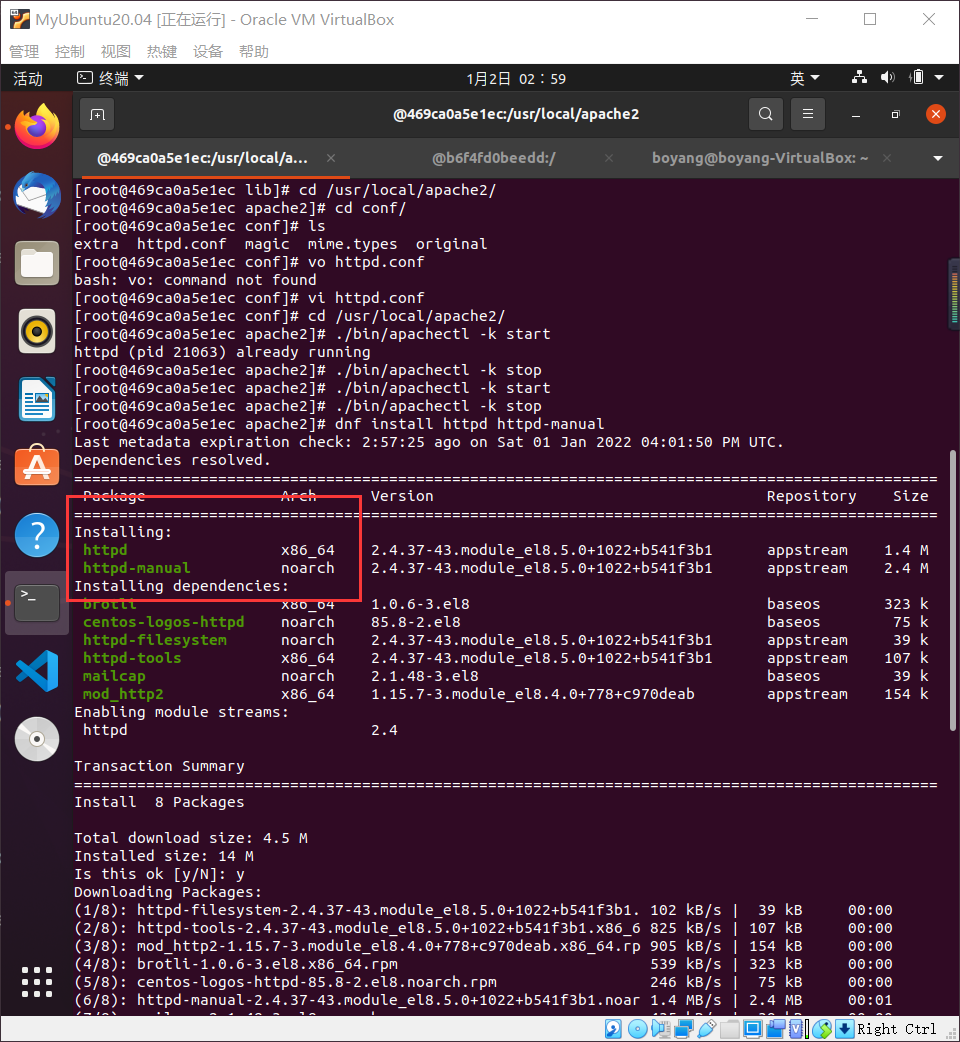 MyUbuntu20.04 [正在运行] - Oracle VM VirtualBox
管理 控制 视图 热键 设备 帮助
活动 终端 1月2日 02：59 英
@469ca0a5e1ec:/usr/local/apache2
@469ca0a5e1ec:/usr/local/a... @b6f4fd0beedd:/ boyang@boyang-VirtualBox: ~
[root@469ca0a5e1ec lib]# cd /usr/local/apache2/
[root@469ca0a5e1ec apache2]# cd conf/
[root@469ca0a5e1ec conf]# ls
extra httpd.conf magic mime.types original
[root@469ca0a5e1ec conf]# vo httpd.conf
bash: vo: command not found
[root@469ca0a5e1ec conf]# vi httpd.conf
[root@469ca0a5e1ec conf]# cd /usr/local/apache2/
[root@469ca0a5e1ec apache2]# ./bin/apachectl -k start
httpd (pid 21063) already running
[root@469ca0a5e1ec apache2]# ./bin/apachectl -k stop
[root@469ca0a5e1ec apache2]# ./bin/apachectl -k start
[root@469ca0a5e1ec apache2]# ./bin/apachectl -k stop
[root@469ca0a5e1ec apache2]# dnf install httpd httpd-manual
Last metadata expiration check: 2:57:25 ago on Sat 01 Jan 2022 04:01:50 PM UTC.
Dependencies resolved.
================================================================================================
Package Arch Version Repository Size
================================================================================================
Installing:
httpd x86_64 2.4.37-43.module_el8.5.0+1022+b541f3b1 appstream 1.4 M
httpd-manual noarch 2.4.37-43.module_el8.5.0+1022+b541f3b1 appstream 2.4 M
Installing dependencies:
brotli x86_64 1.0.6-3.el8 baseos 323 k
centos-logos-httpd noarch 85.8-2.el8 baseos 75 k
httpd-filesystem noarch 2.4.37-43.module_el8.5.0+1022+b541f3b1 appstream 39 k
httpd-tools x86_64 2.4.37-43.module_el8.5.0+1022+b541f3b1 appstream 107 k
mailcap noarch 2.1.48-3.el8 baseos 39 k
mod_http2 x86_64 1.15.7-3.module_el8.4.0+778+c970deab appstream 154 k
Enabling module streams:
httpd 2.4
Transaction Summary
================================================================================================
Install 8 Packages
Total download size: 4.5 M
Installed size: 14 M
Is this ok [y/N]: y
Downloading Packages:
(1/8): httpd-filesystem-2.4.37-43.module_el8.5.0+1022+b541f3b1. 102 kB/s | 39 kB 00:00
(2/8): httpd-tools-2.4.37-43.module_el8.5.0+1022+b541f3b1.x86_6 825 kB/s | 107 kB 00:00
(3/8): mod_http2-1.15.7-3.module_el8.4.0+778+c970deab.x86_64.rp 905 kB/s | 154 kB 00:00
(4/8): brotli-1.0.6-3.el8.x86_64.rpm 539 kB/s | 323 kB 00:00
(5/8): centos-logos-httpd-85.8-2.el8.noarch.rpm 246 kB/s | 75 kB 00:00
(6/8): httpd-manual-2.4.37-43.module_el8.5.0+1022+b541f3b1.noar 1.4 MB/s | 2.4 MB 00:01
Right Ctrl